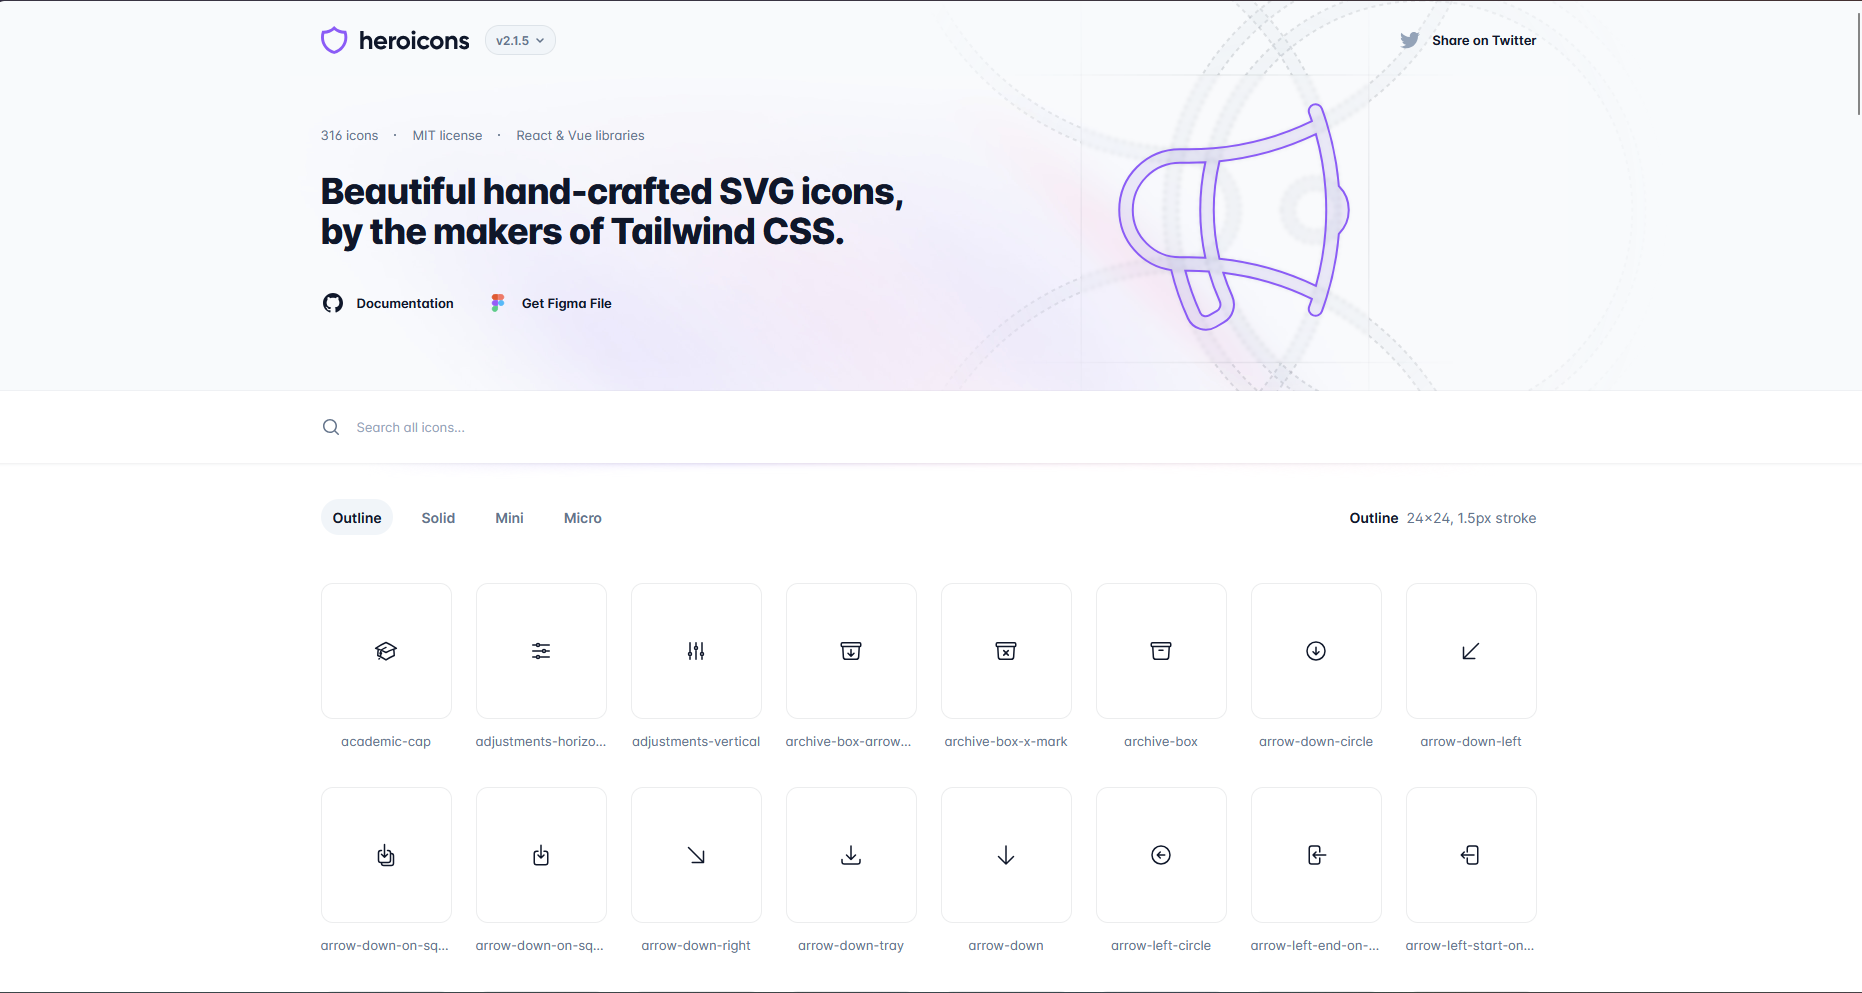 heroicons
v2.1.5
Share on Twitter
316 icons · MIT license · React & Vue libraries
Beautiful hand-crafted SVG icons,
by the makers of Tailwind CSS.
Documentation
Get Figma File
Search all icons...
Outline
Solid
Mini
Micro
Outline 24×24, 1.5px stroke
academic-cap
adjustments-horizo...
adjustments-vertical
archive-box-arrow...
archive-box-x-mark
archive-box
arrow-down-circle
arrow-down-left
arrow-down-on-sq...
arrow-down-on-sq...
arrow-down-right
arrow-down-tray
arrow-down
arrow-left-circle
arrow-left-end-on-...
arrow-left-start-on...